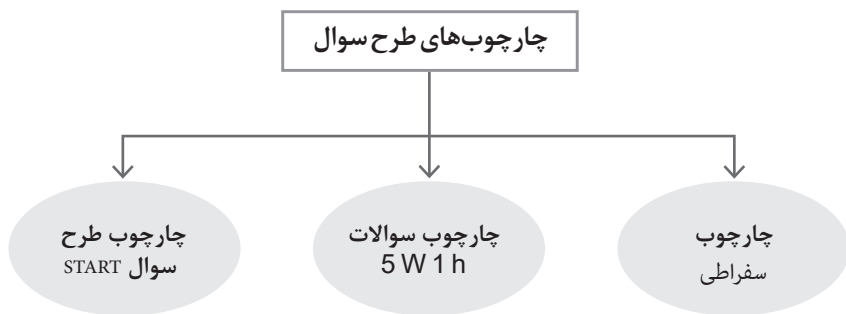 چارچوب‌های طرح سوال
چارچوب
سفراطی
چارچوب سوالات
5 W 1 h
چارچوب طرح
سوال START